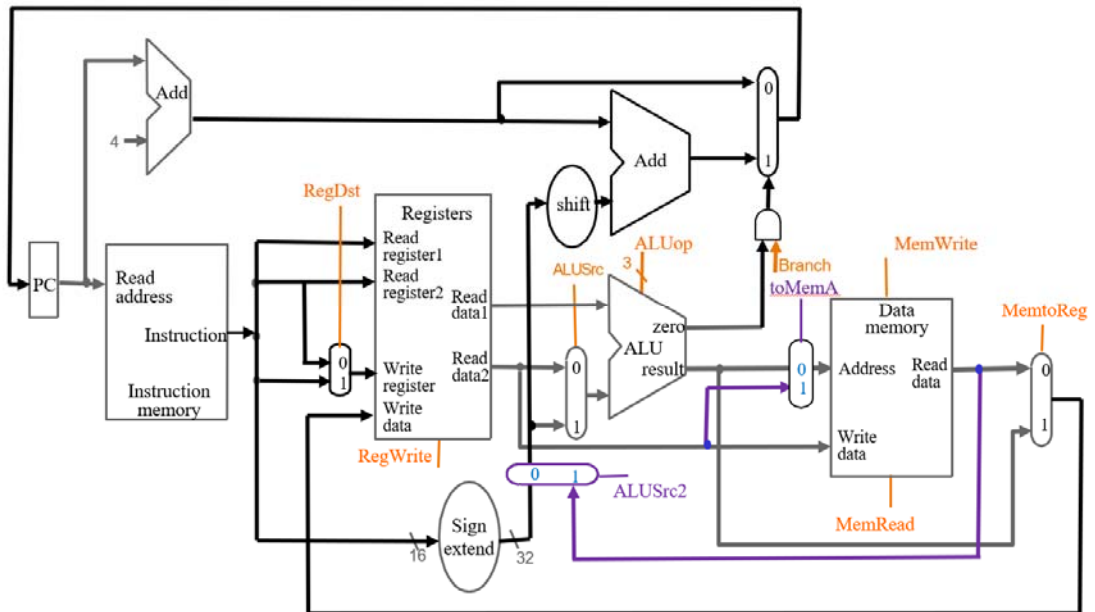 Add
4
0
1
Add
shift
RegDst
Registers
Read
register1
Read
register2
Read
data1
Read
data2
Write
register
Write
data
0
1
RegWrite
PC
Read
address
Instruction
Instruction
memory
ALUSrc
0
1
ALUop
3
zero
ALU
result
Branch
toMemA
0
1
MemWrite
Data
memory
Address
Read
data
Write
data
MemRead
MemtoReg
0
1
0 1
ALUSrc2
Sign
extend
16
32